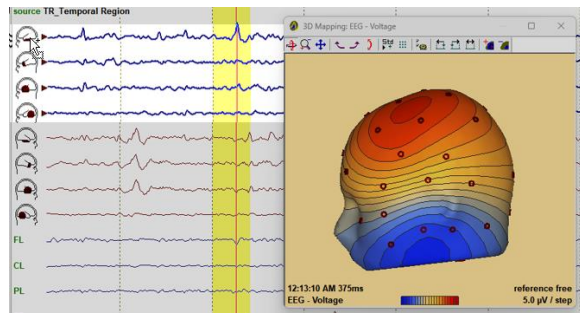 source TR_Temporal Region
3D Mapping: EEG - Voltage
Std
FL
CL
PL
12:13:10 AM 375ms
reference free
EEG - Voltage
5.0 µV / step